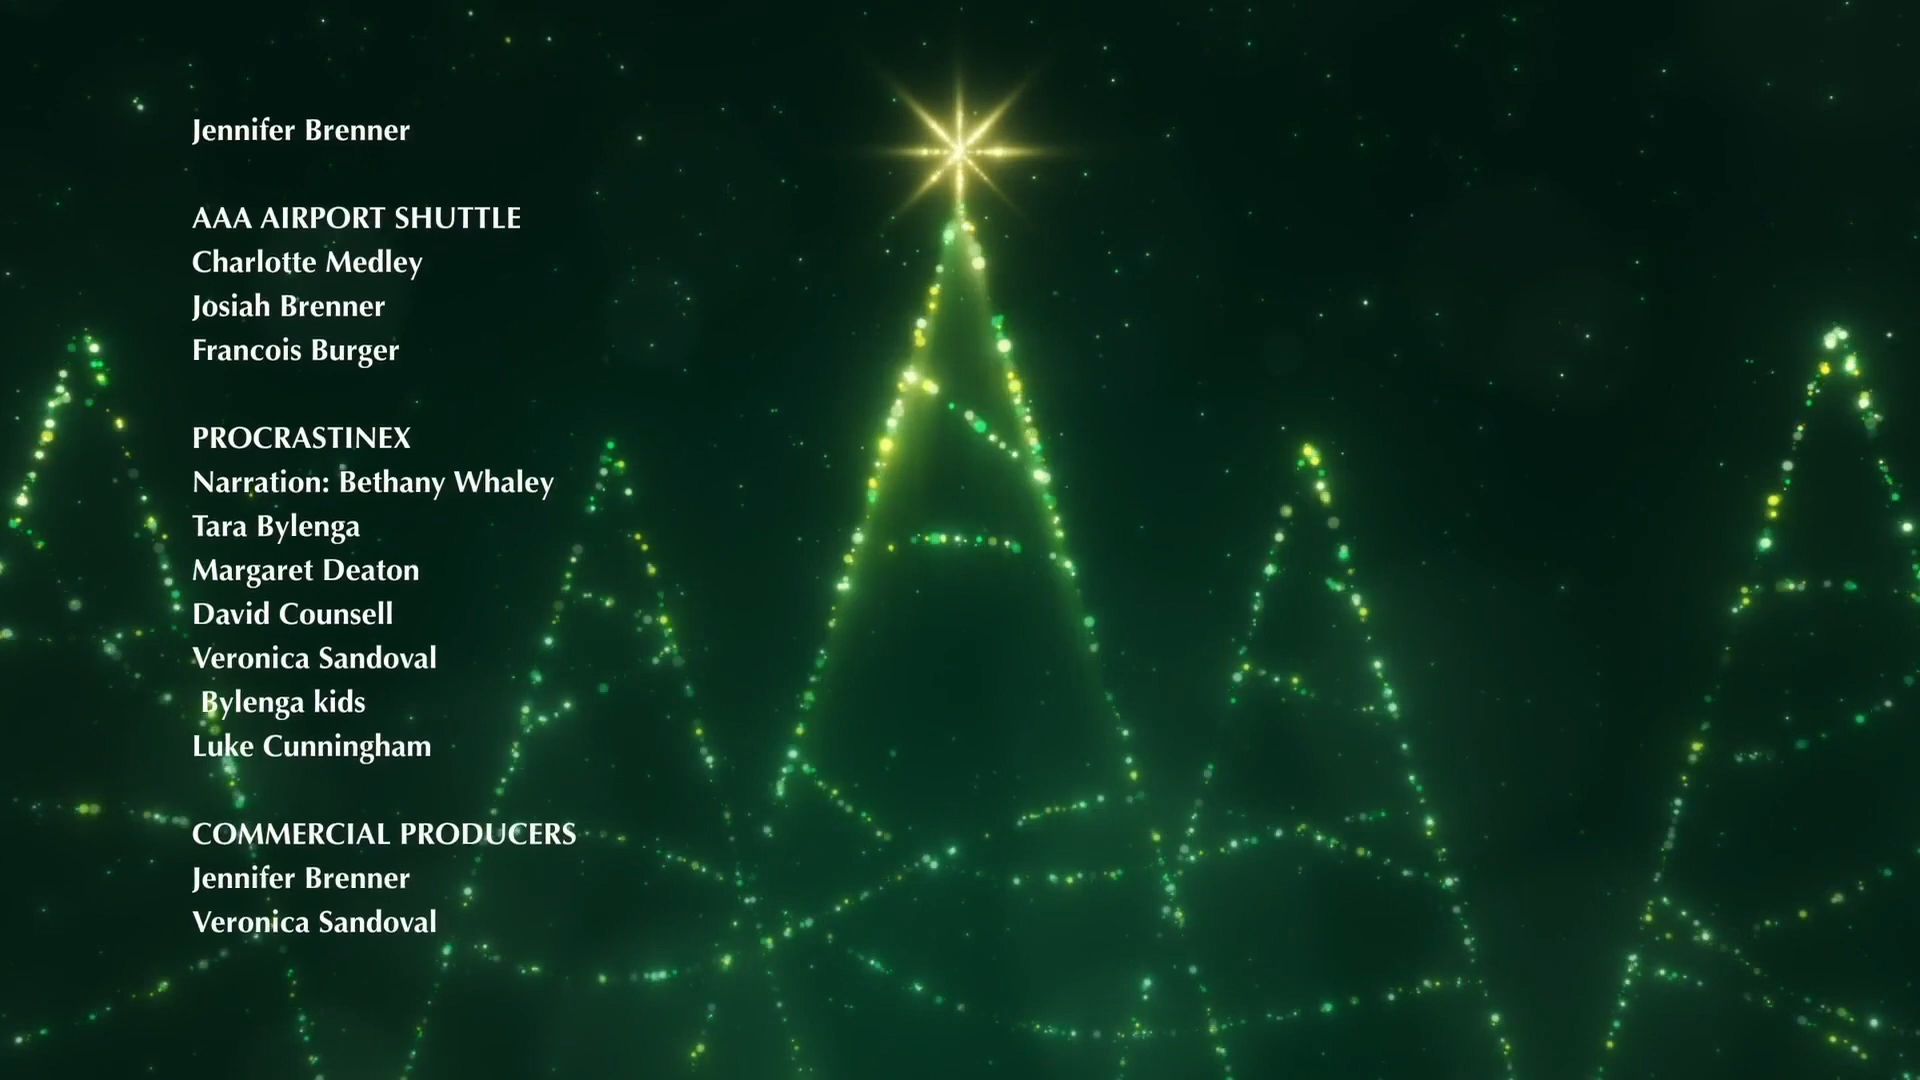 Jennifer Brenner
AAA AIRPORT SHUTTLE
Charlotte Medley
Josiah Brenner
Francois Burger
PROCRASTINEX
Narration: Bethany Whaley
Tara Bylenga
Margaret Deaton
David Counsell
Veronica Sandoval
Bylenga kids
Luke Cunningham
COMMERCIAL PRODUCERS
Jennifer Brenner
Veronica Sandoval